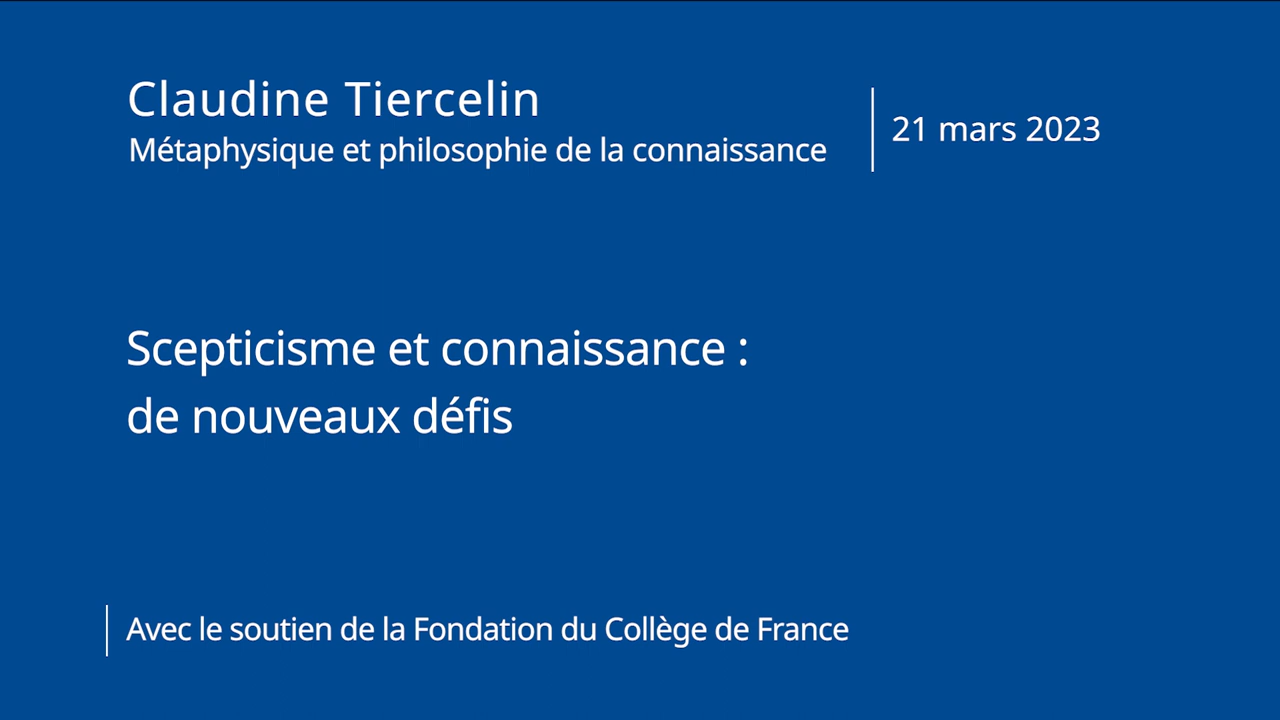 Claudine Tiercelin
Métaphysique et philosophie de la connaissance
21 mars 2023
Scepticisme et connaissance :
de nouveaux défis
Avec le soutien de la Fondation du Collège de France